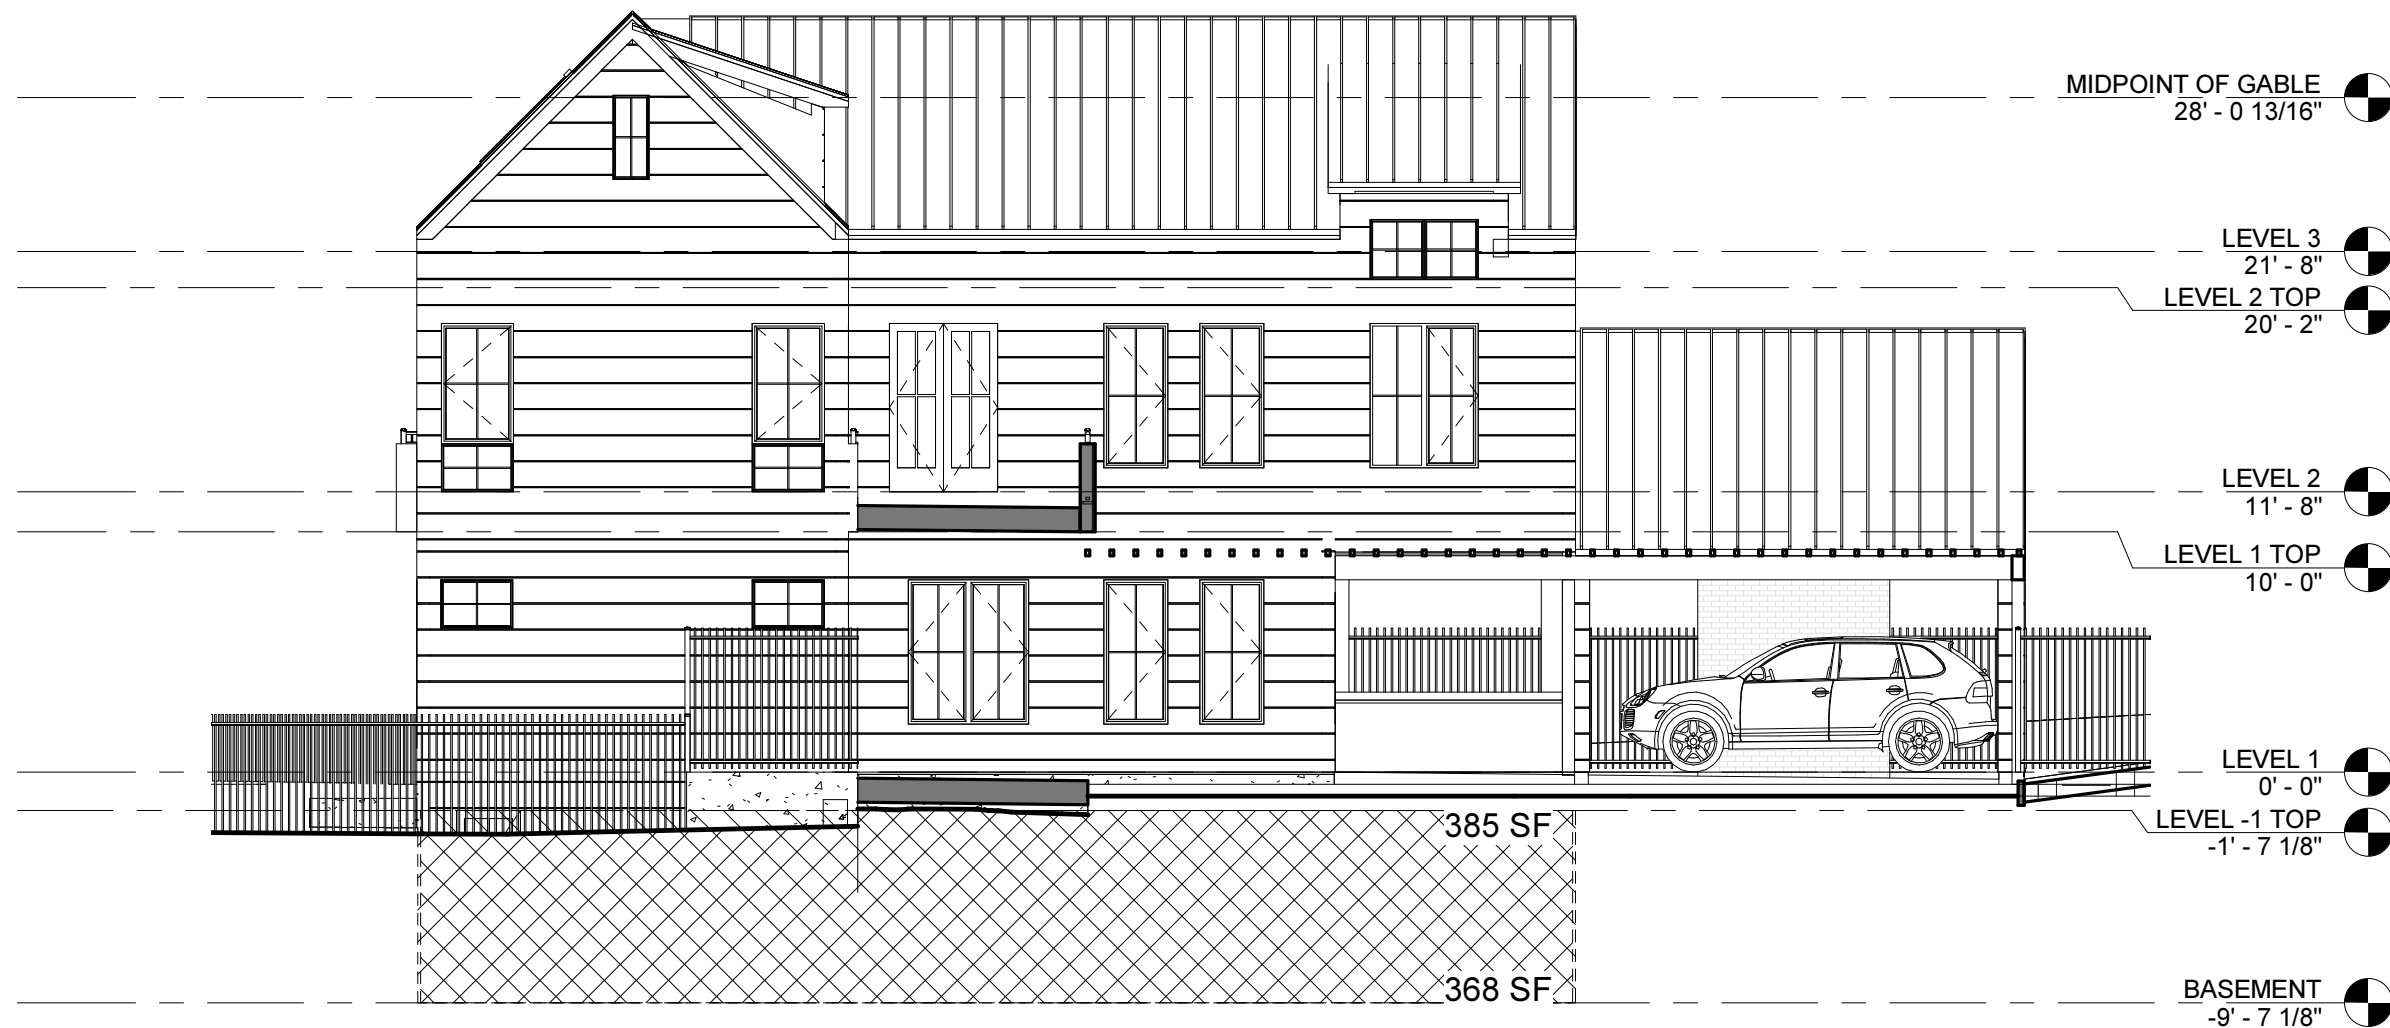 MIDPOINT OF GABLE
28' - 0 13/16"
LEVEL 3
21' - 8"
LEVEL 2 TOP
20' - 2"
LEVEL 2
11' - 8"
LEVEL 1 TOP
10' - 0"
LEVEL 1
0' - 0"
LEVEL -1 TOP
-1' - 7 1/8"
385 SF
368 SF
BASEMENT
-9' - 7 1/8"